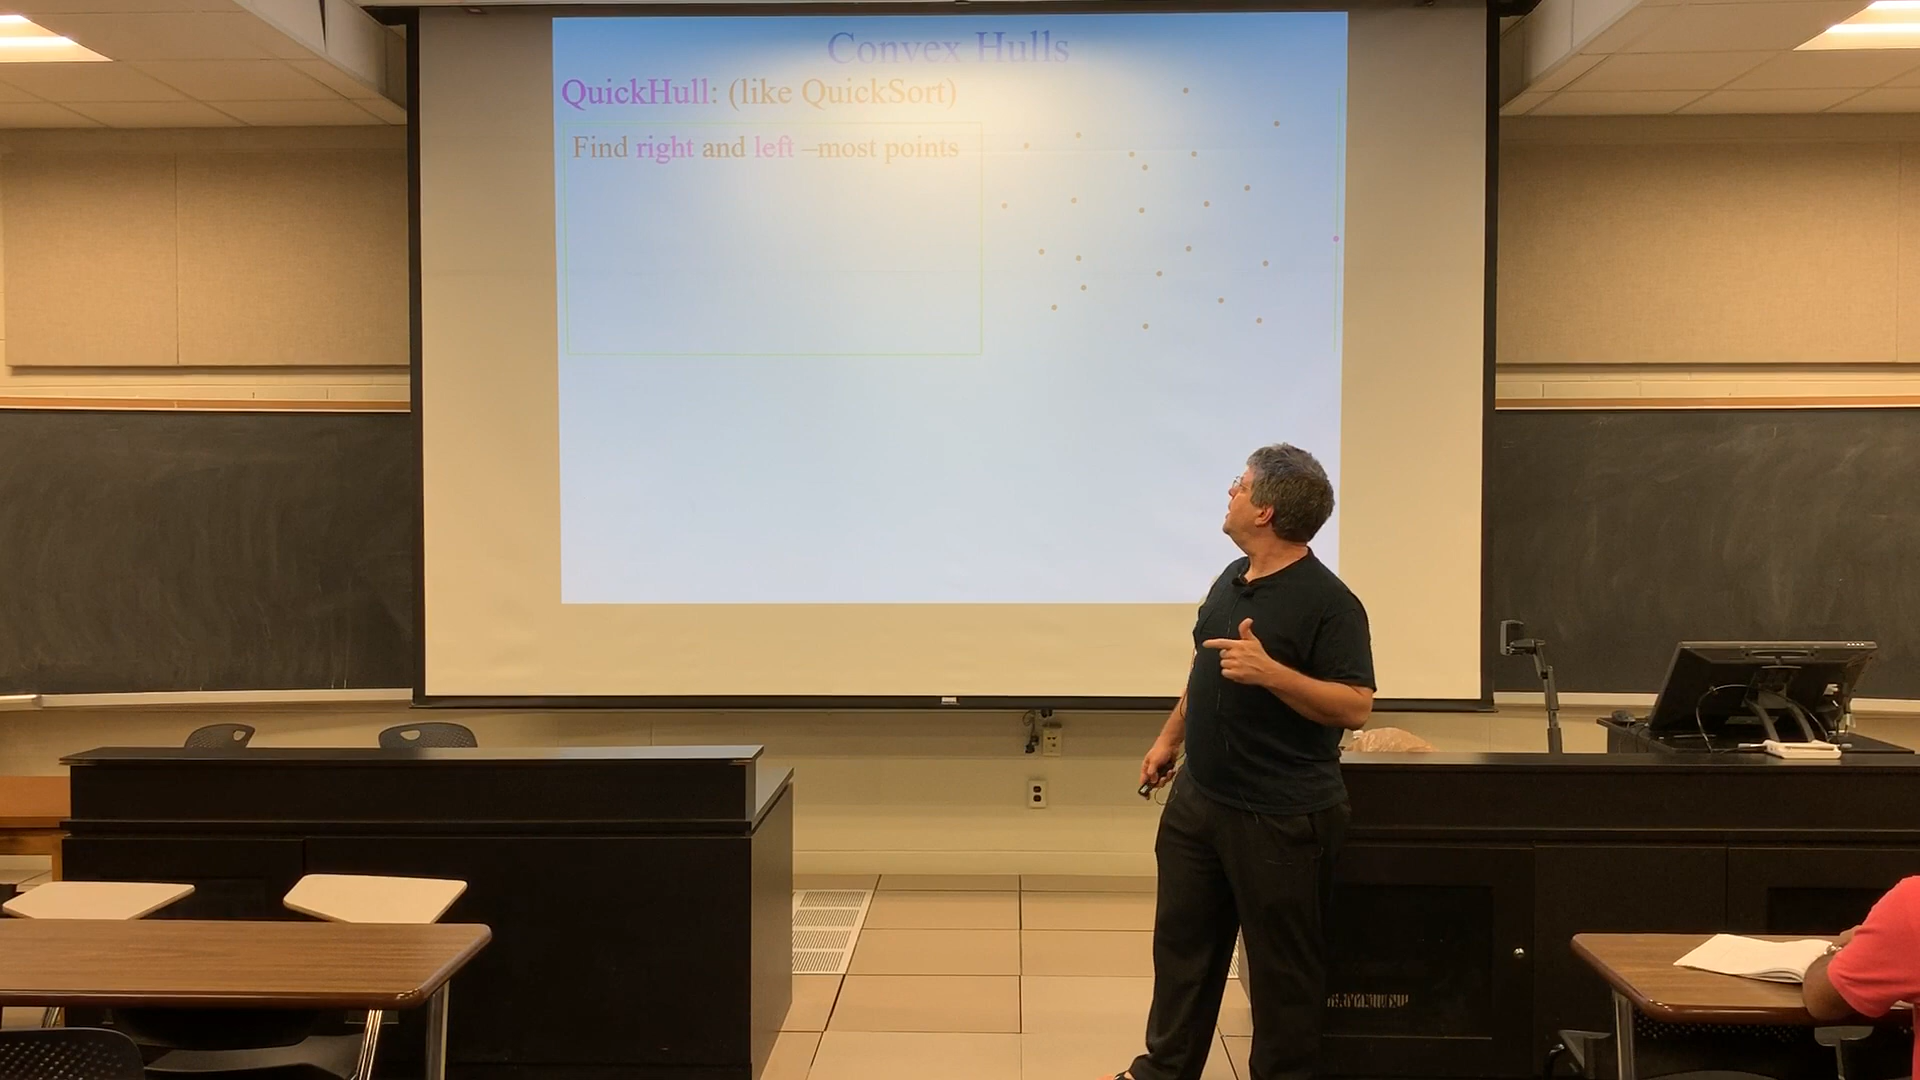 Convex Hulls
QuickHull: (like QuickSort)
Find right and left –most points